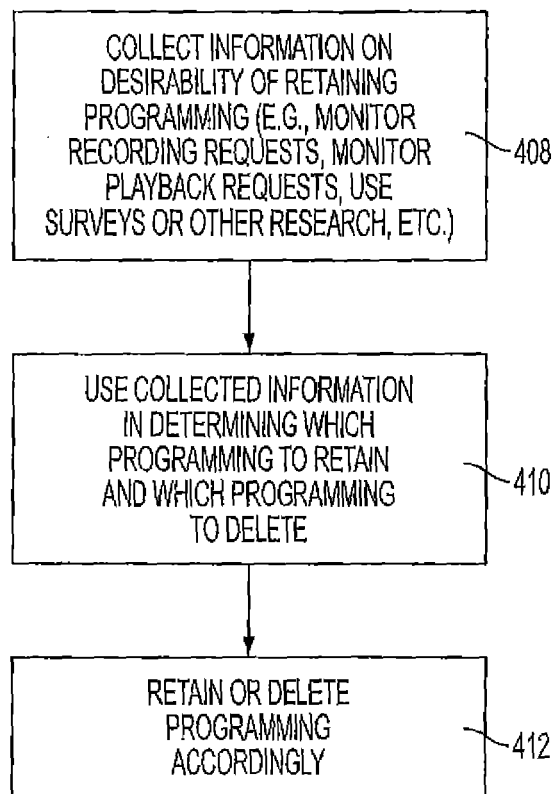 COLLECT INFORMATION ON
DESIRABILITY OF RETAINING
PROGRAMMING (E.G., MONITOR
RECORDING REQUESTS, MONITOR
PLAYBACK REQUESTS, USE
SURVEYS OR OTHER RESEARCH, ETC.)
408
USE COLLECTED INFORMATION
IN DETERMINING WHICH
PROGRAMMING TO RETAIN
AND WHICH PROGRAMMING
TO DELETE
410
RETAIN OR DELETE
PROGRAMMING
ACCORDINGLY
412